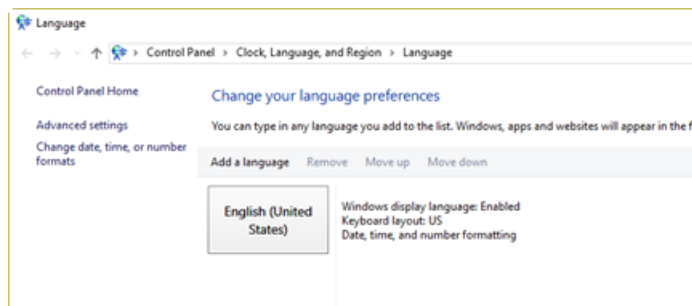 Language
Control Panel › Clock, Language, and Region › Language
Control Panel Home
Advanced settings
Change date, time, or number
formats
Change your language preferences
You can type in any language you add to the list. Windows, apps and websites will appear in the
Add a language Remove Move up Move down
English (United
States)
Windows display language: Enabled
Keyboard layout: US
Date, time, and number formatting